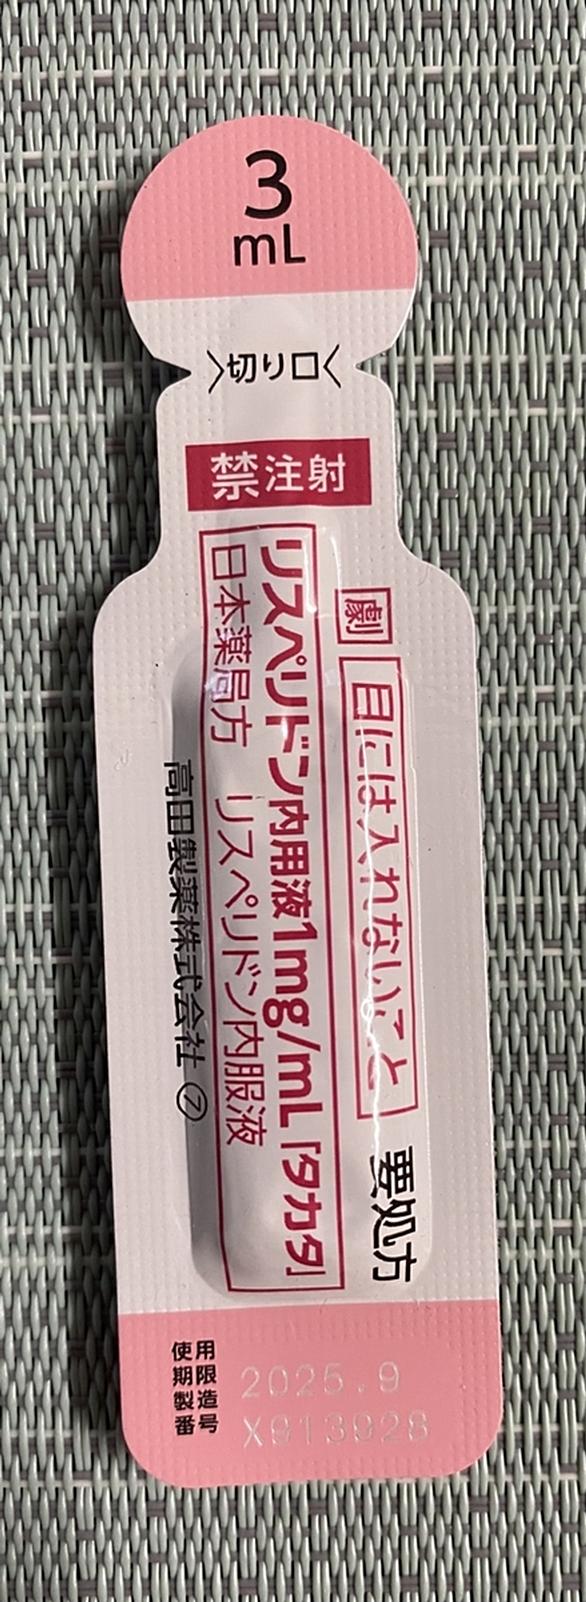 3
mL
〉切り口〈
禁注射
劇 目には入れないこと 要処方
リスペリドン内用液1mg/mL「タカタ」
日本薬局方 リスペリドン内服液
高田製薬株式会社 ㋐
使用期限 2025.9
製造番号 X913928